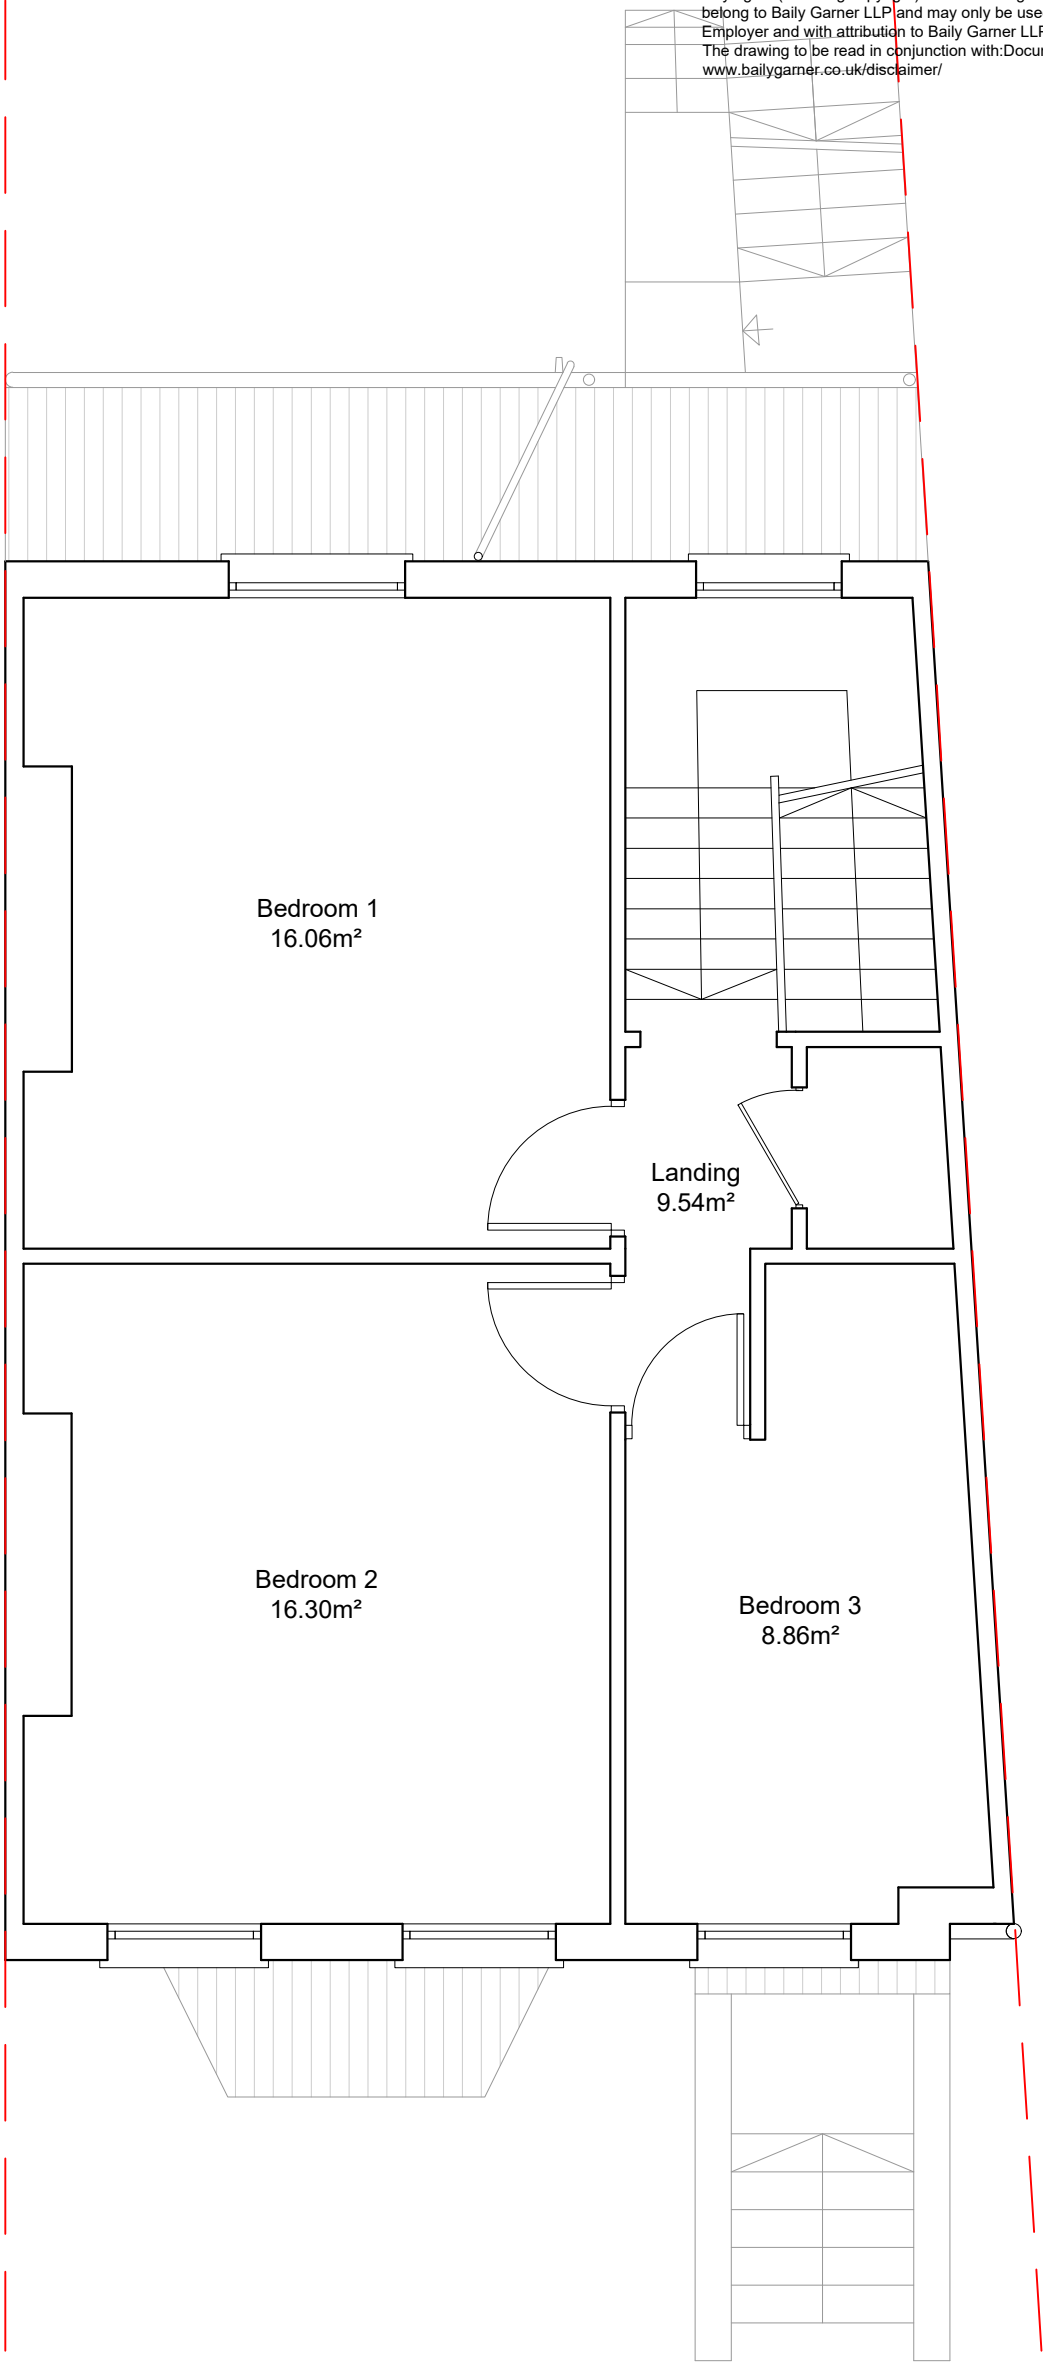 belong to Baily Garner LLP and may only be use
Employer and with attribution to Baily Garner LLP
The drawing to be read in conjunction with:Docu
www.bailygarner.co.uk/disclaimer/
Bedroom 1
16.06m²
Landing
9.54m²
Bedroom 2
16.30m²
Bedroom 3
8.86m²